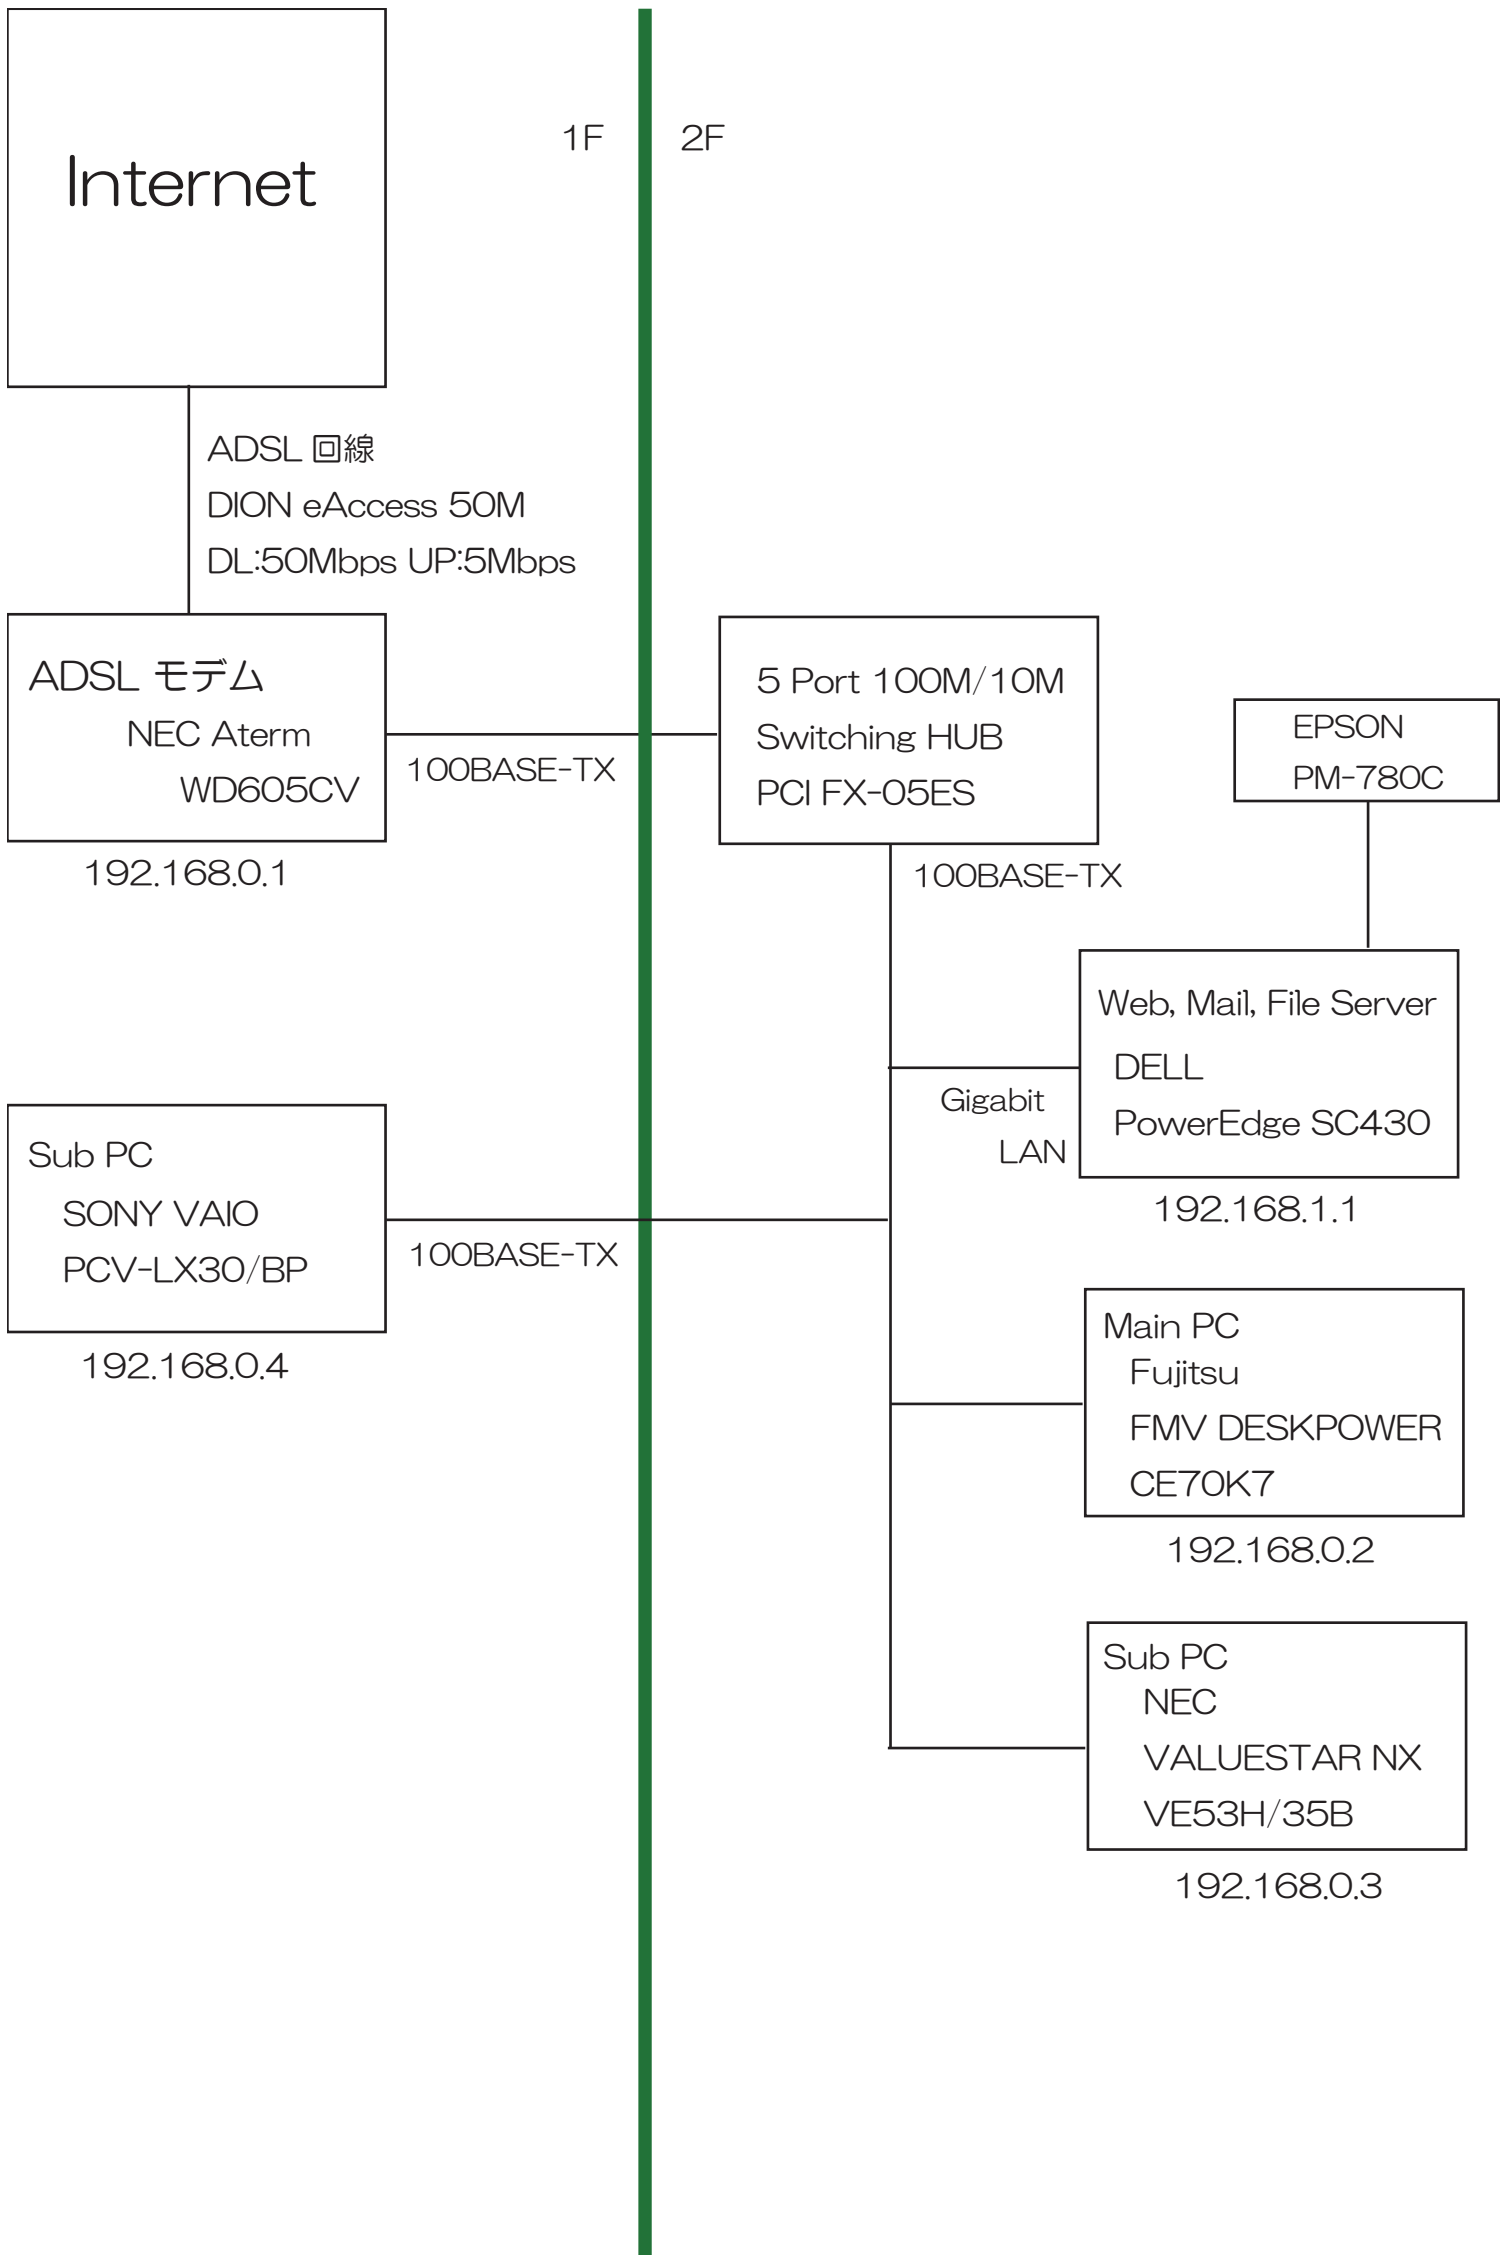 Internet
1F
2F
ADSL 回線
DION eAccess 50M
DL:50Mbps UP:5Mbps
ADSL モデム
NEC Aterm
WD605CV
192.168.0.1
100BASE-TX
5 Port 100M/10M
Switching HUB
PCI FX-05ES
100BASE-TX
EPSON
PM-780C
Web, Mail, File Server
DELL
PowerEdge SC430
192.168.1.1
Gigabit
LAN
Sub PC
SONY VAIO
PCV-LX30/BP
192.168.0.4
100BASE-TX
Main PC
Fujitsu
FMV DESKPOWER
CE70K7
192.168.0.2
Sub PC
NEC
VALUESTAR NX
VE53H/35B
192.168.0.3